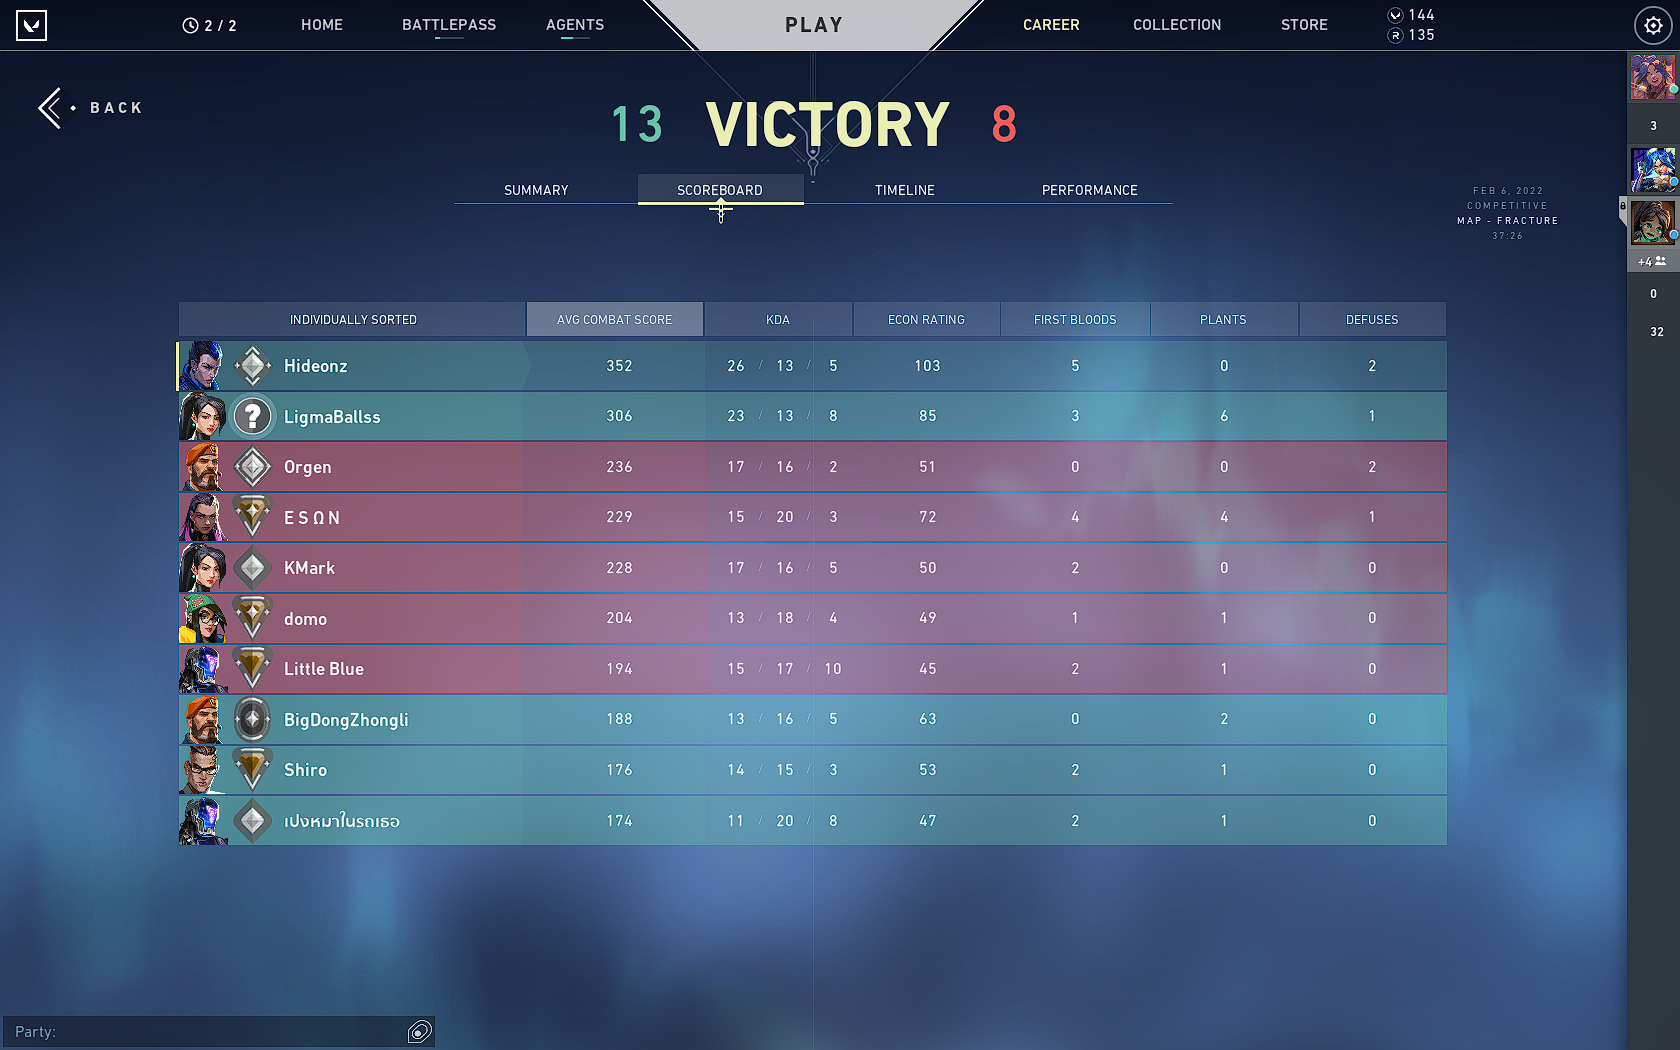 2 / 2 HOME BATTLEPASS AGENTS PLAY CAREER COLLECTION STORE 144
R 135
BACK
13 VICTORY 8
SUMMARY SCOREBOARD TIMELINE PERFORMANCE
FEB 6, 2022
COMPETITIVE
MAP - FRACTURE
37:26
3
+4
0
32
INDIVIDUALLY SORTED AVG COMBAT SCORE KDA ECON RATING FIRST BLOODS PLANTS DEFUSES
Hideonz 352 26 / 13 / 5 103 5 0 2
? LigmaBallss 306 23 / 13 / 8 85 3 6 1
Orgen 236 17 / 16 / 2 51 0 0 2
E S Ω N 229 15 / 20 / 3 72 4 4 1
KMark 228 17 / 16 / 5 50 2 0 0
domo 204 13 / 18 / 4 49 1 1 0
Little Blue 194 15 / 17 / 10 45 2 1 0
BigDongZhongli 188 13 / 16 / 5 63 0 2 0
Shiro 176 14 / 15 / 3 53 2 1 0
เปงหมาในรถเธอ 174 11 / 20 / 8 47 2 1 0
Party: